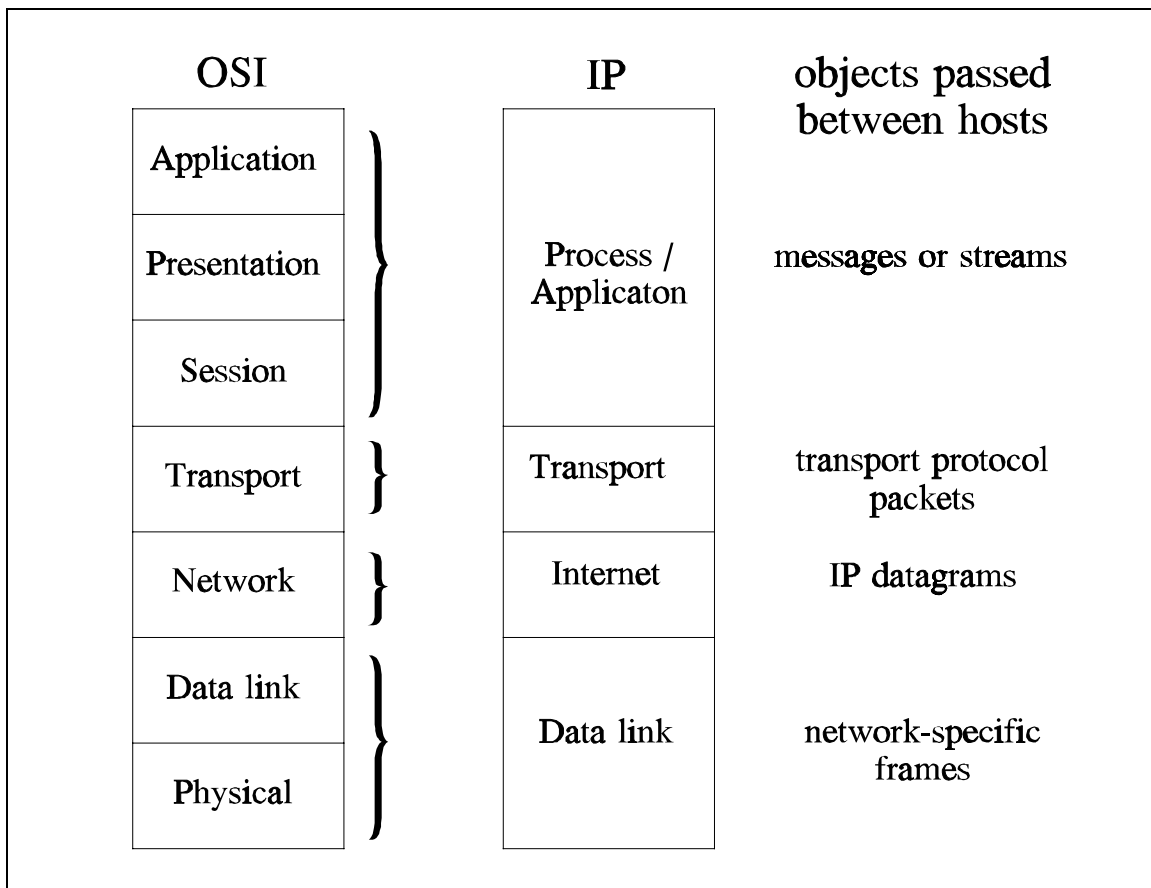 OSI
IP
objects passed
between hosts
Application
Presentation
Session
Transport
Network
Data link
Physical
Process /
Applicaton
Transport
Internet
Data link
messages or streams
transport protocol
packets
IP datagrams
network-specific
frames